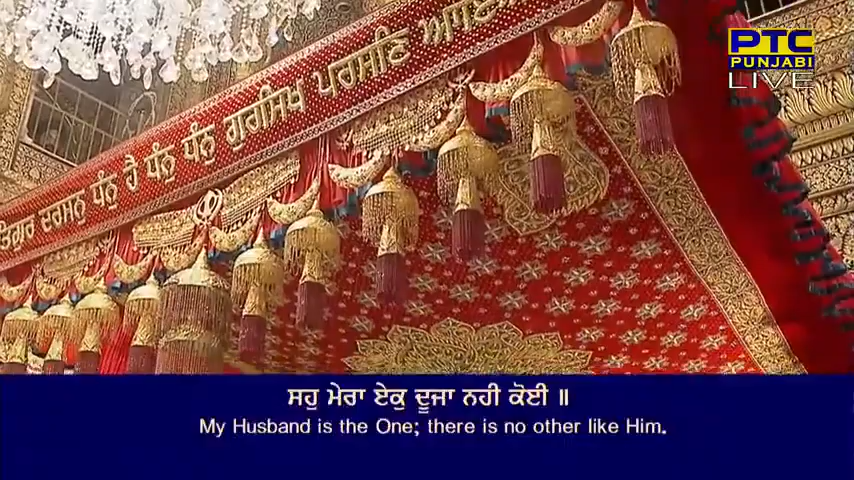 PTC
PUNJABI
LIVE
ਦਰਸਨੁ ਧੰਨੁ ਹੈ ਧੰਨੁ ਧੰਨੁ ਗੁਰਸਿਖ ਪਰਸਣਿ
ਸਹੁ ਮੇਰਾ ਏਕੁ ਦੂਜਾ ਨਹੀ ਕੋਈ ॥
My Husband is the One; there is no other like Him.